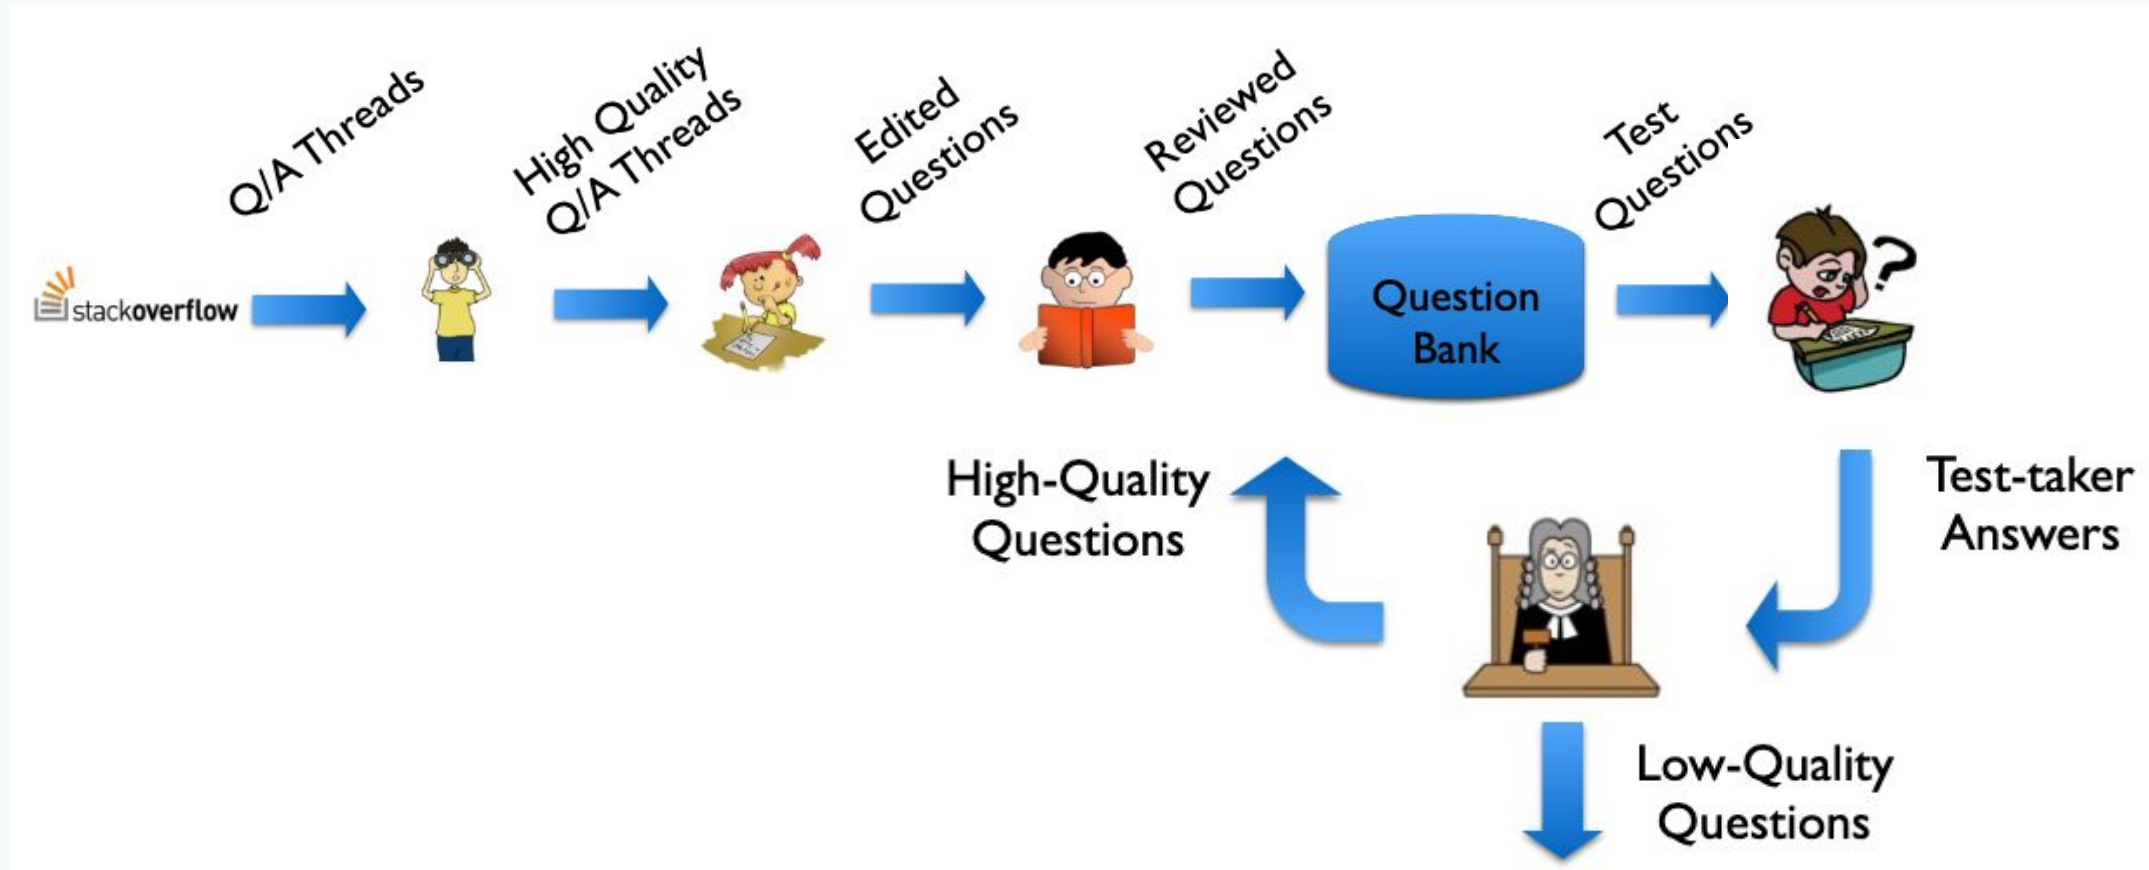 Q/A Threads
High Quality
Q/A Threads
Edited
Questions
Reviewed
Questions
Test
Questions
stackoverflow
Question
Bank
?
High-Quality
Questions
Test-taker
Answers
Low-Quality
Questions